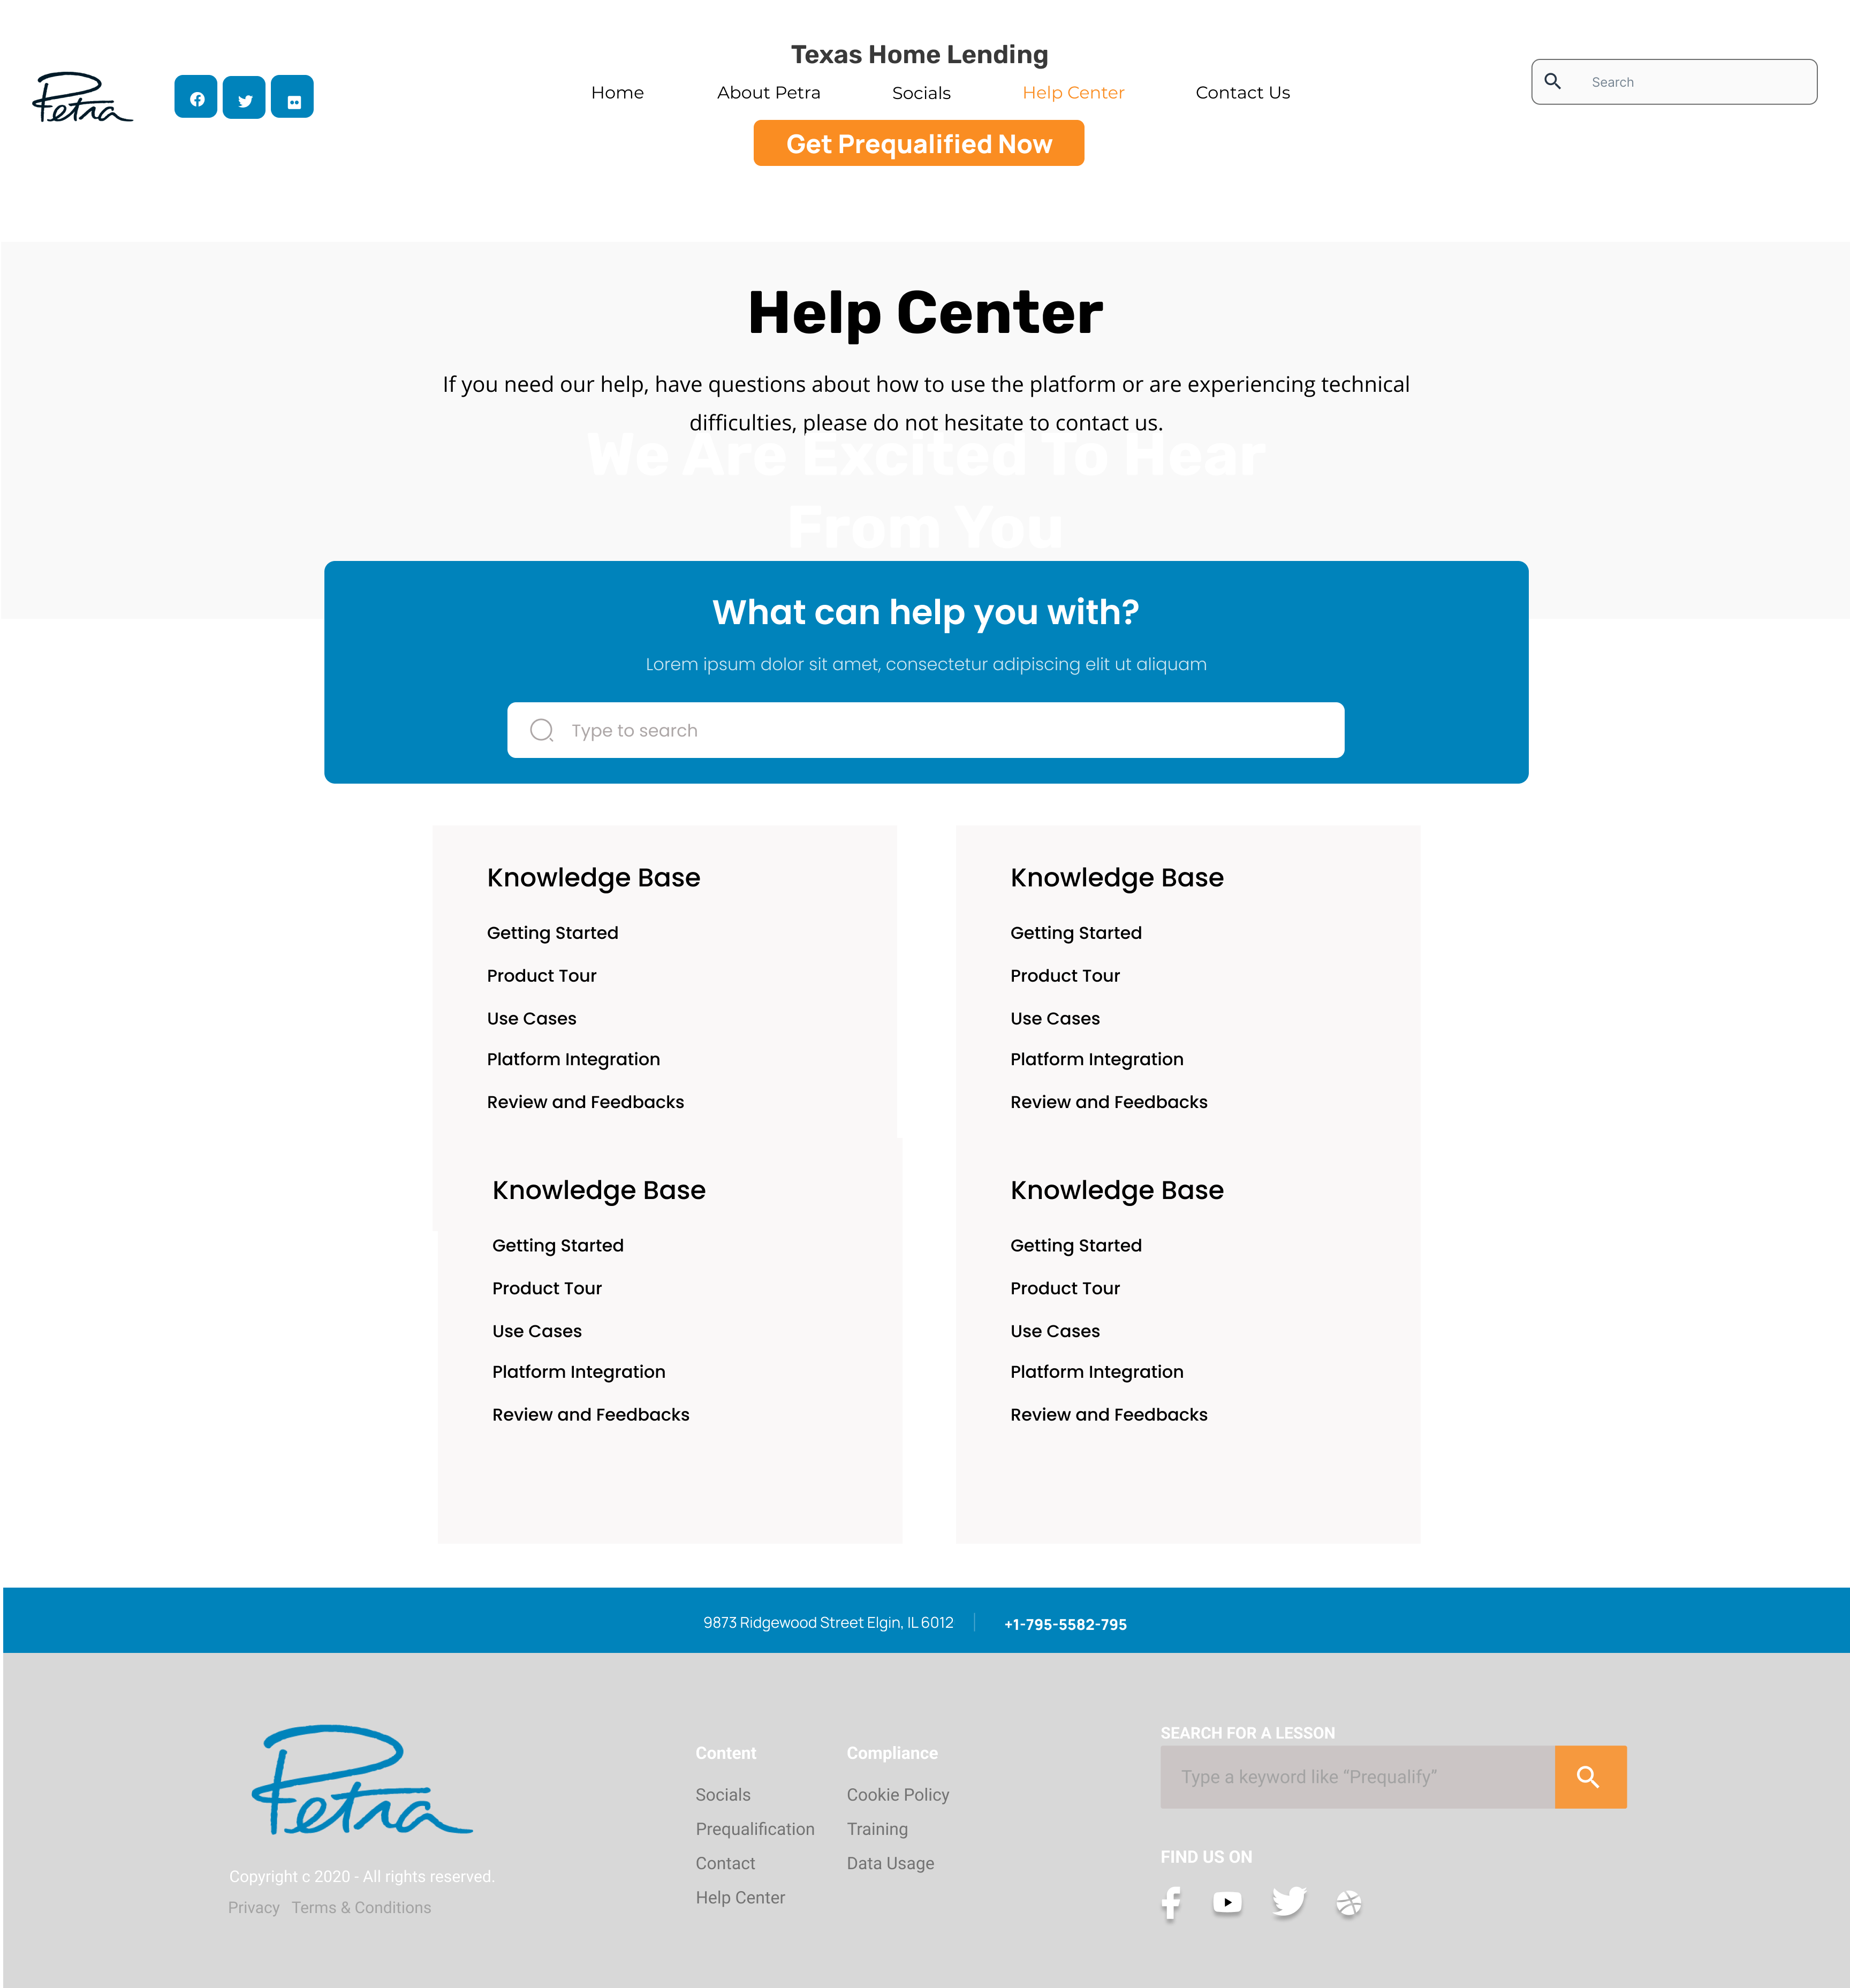 Petra
Texas Home Lending
Home About Petra Socials Help Center Contact Us
Search
Get Prequalified Now
Help Center
If you need our help, have questions about how to use the platform or are experiencing technical
difficulties, please do not hesitate to contact us.
We Are Excited To Hear
From You
What can help you with?
Lorem ipsum dolor sit amet, consectetur adipiscing elit ut aliquam
Type to search
Knowledge Base
Getting Started
Product Tour
Use Cases
Platform Integration
Review and Feedbacks
Knowledge Base
Getting Started
Product Tour
Use Cases
Platform Integration
Review and Feedbacks
Knowledge Base
Getting Started
Product Tour
Use Cases
Platform Integration
Review and Feedbacks
Knowledge Base
Getting Started
Product Tour
Use Cases
Platform Integration
Review and Feedbacks
9873 Ridgewood Street Elgin, IL 6012
+1-795-5582-795
Petra
Copyright c 2020 - All rights reserved.
Privacy Terms & Conditions
Content
Socials
Prequalification
Contact
Help Center
Compliance
Cookie Policy
Training
Data Usage
SEARCH FOR A LESSON
Type a keyword like “Prequalify”
FIND US ON